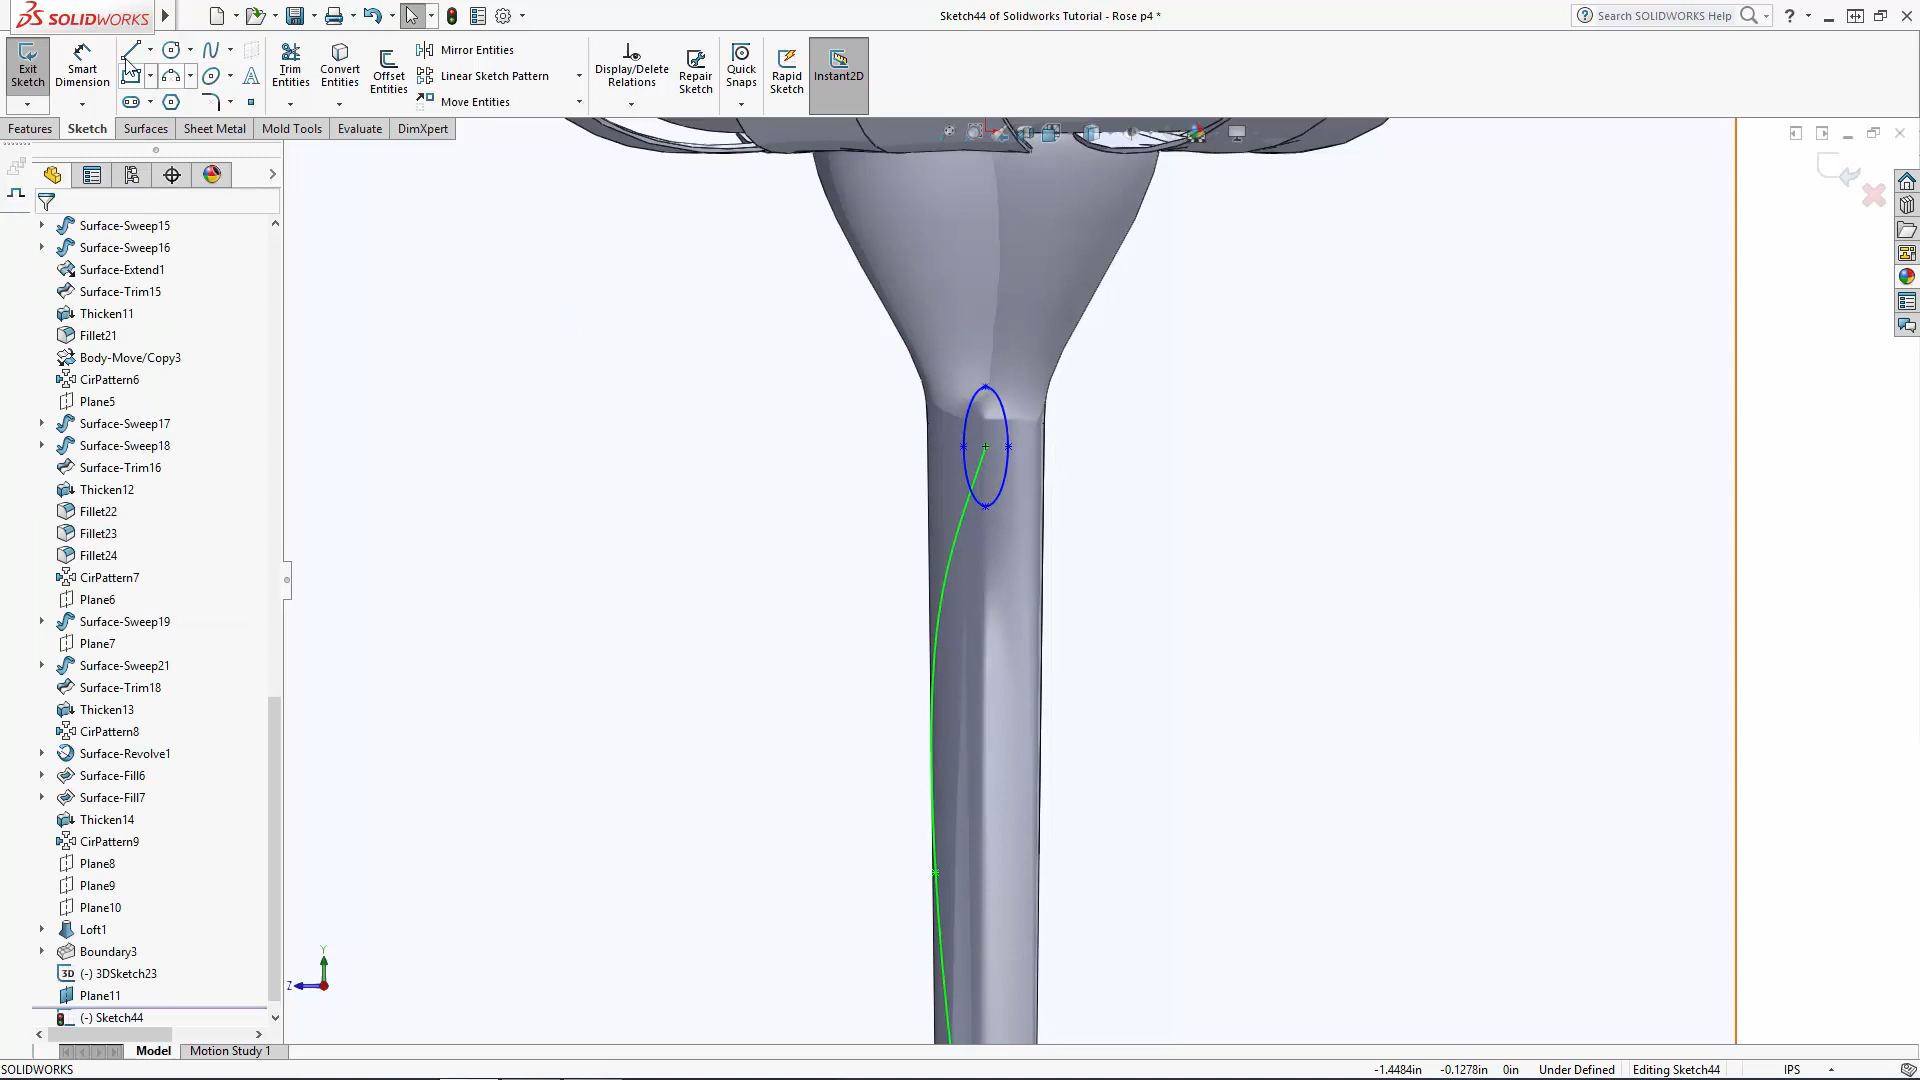 SOLIDWORKS
Sketch44 of Solidworks Tutorial - Rose p4 *
Search SOLIDWORKS Help
Exit Sketch
Smart Dimension
Trim Entities
Convert Entities
Offset Entities
Mirror Entities
Linear Sketch Pattern
Move Entities
Display/Delete Relations
Repair Sketch
Quick Snaps
Rapid Sketch
Instant2D
Features
Sketch
Surfaces
Sheet Metal
Mold Tools
Evaluate
DimXpert
Surface-Sweep15
Surface-Sweep16
Surface-Extend1
Surface-Trim15
Thicken11
Fillet21
Body-Move/Copy3
CirPattern6
Plane5
Surface-Sweep17
Surface-Sweep18
Surface-Trim16
Thicken12
Fillet22
Fillet23
Fillet24
CirPattern7
Plane6
Surface-Sweep19
Plane7
Surface-Sweep21
Surface-Trim18
Thicken13
CirPattern8
Surface-Revolve1
Surface-Fill6
Surface-Fill7
Thicken14
CirPattern9
Plane8
Plane9
Plane10
Loft1
Boundary3
3D (-) 3DSketch23
Plane11
(-) Sketch44
Y
Z
Model
Motion Study 1
SOLIDWORKS
-1.4484in
-0.1278in
0in
Under Defined
Editing Sketch44
IPS